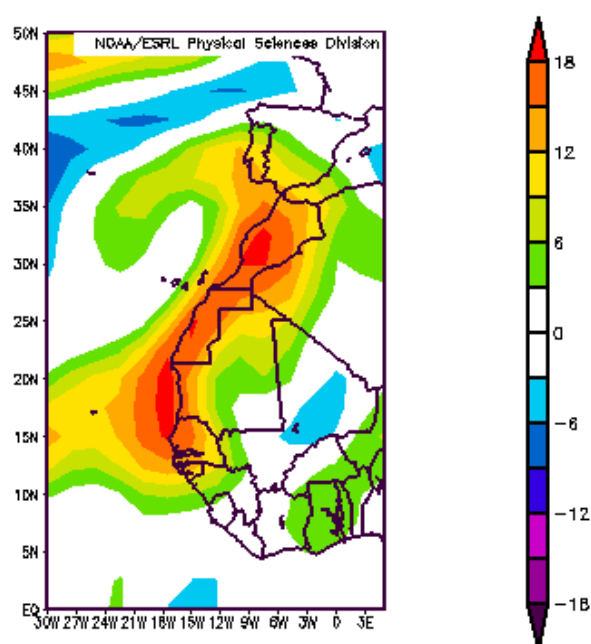 NOAA/ESRL Physical Sciences Division
50N
45N
40N
35N
30N
25N
20N
15N
10N
5N
EQ
30W 27W 24W 21W 18W 15W 12W 9W 6W 3W 0 3E
18
12
6
0
-6
-12
-18